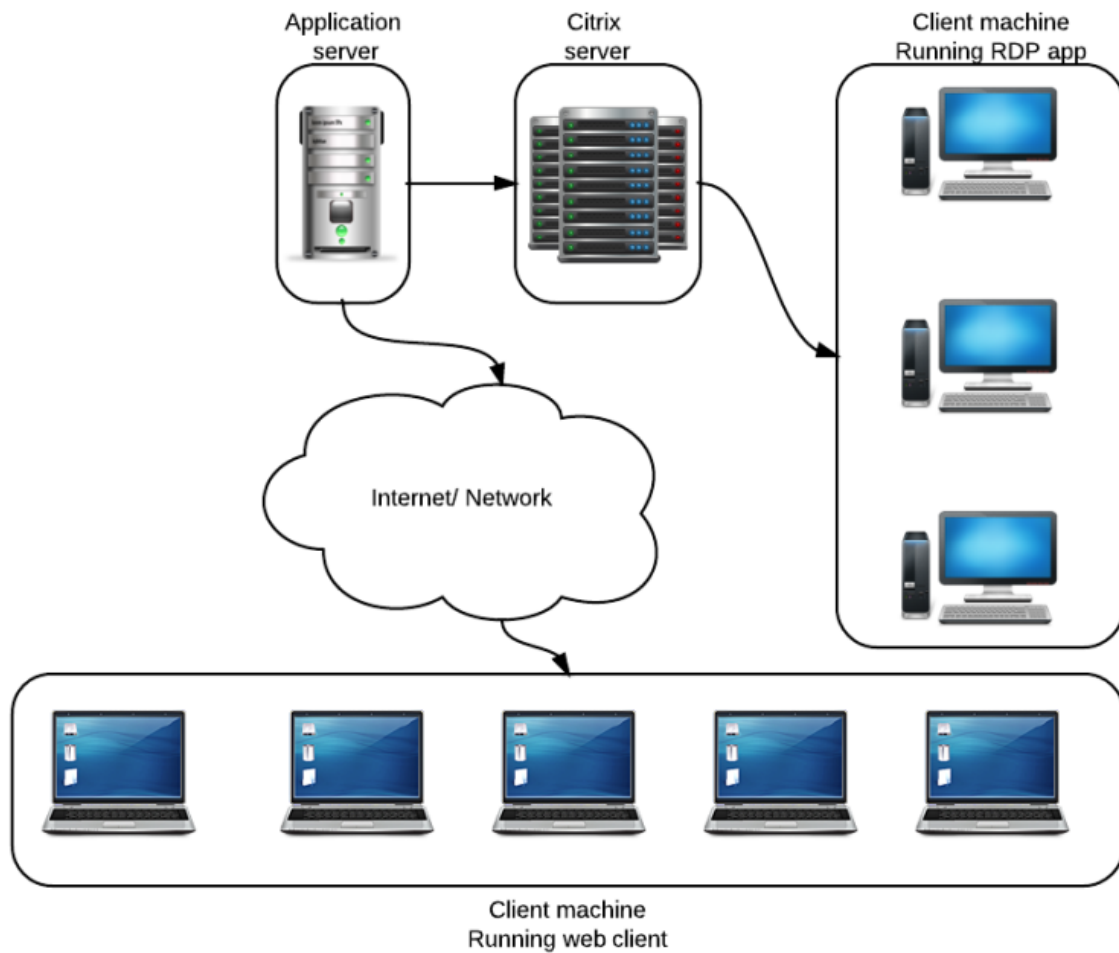 Application
server
Citrix
server
Client machine
Running RDP app
Internet/ Network
Client machine
Running web client